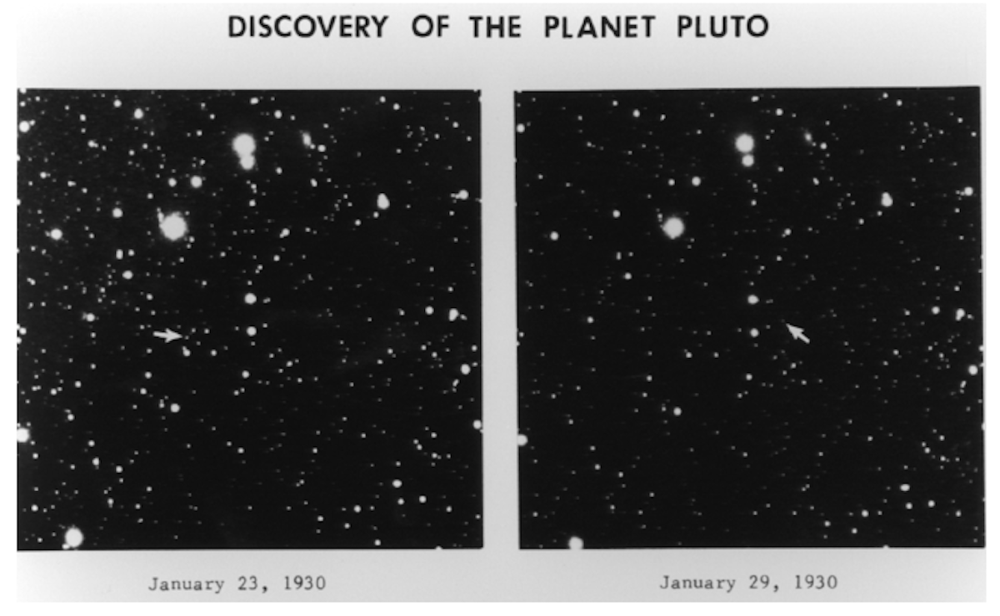 DISCOVERY OF THE PLANET PLUTO
January 23, 1930
January 29, 1930